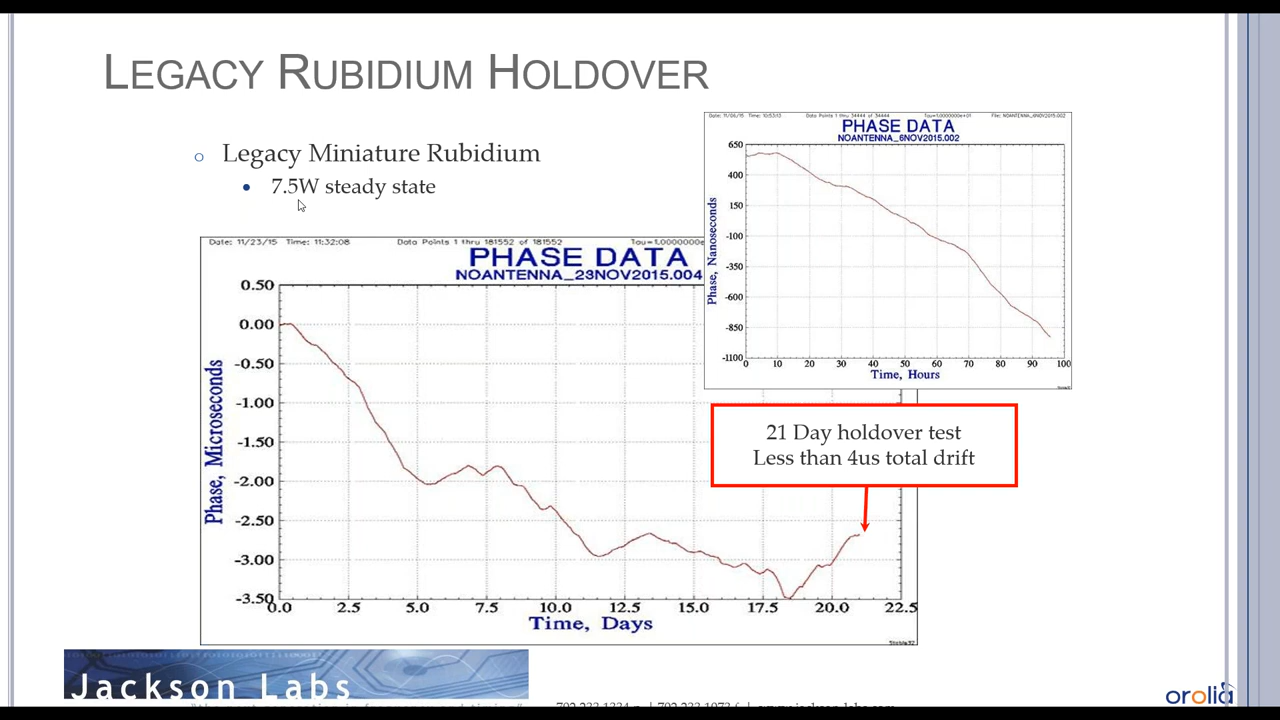 LEGACY RUBIDIUM HOLDOVER
Legacy Miniature Rubidium
7.5W steady state
Date: 11/06/15 Time: 10:53:13 Data Points 1 thru 34444 of 34444 Tau=1.0000000e+01 File: NOANTENNA_6NOV2015.002
PHASE DATA
NOANTENNA_6NOV2015.002
650
400
150
-100
-350
-600
-850
-1100
Phase, Nanoseconds
0 10 20 30 40 50 60 70 80 90 100
Time, Hours
Date: 11/23/15 Time: 11:32:08 Data Points 1 thru 181552 of 181552 Tau=1.0000000e
PHASE DATA
NOANTENNA_23NOV2015.004
0.50
0.00
-0.50
-1.00
-1.50
-2.00
-2.50
-3.00
-3.50
Phase, Microseconds
0.0 2.5 5.0 7.5 10.0 12.5 15.0 17.5 20.0 22.5
Time, Days
21 Day holdover test
Less than 4us total drift
Jackson Labs
orolia